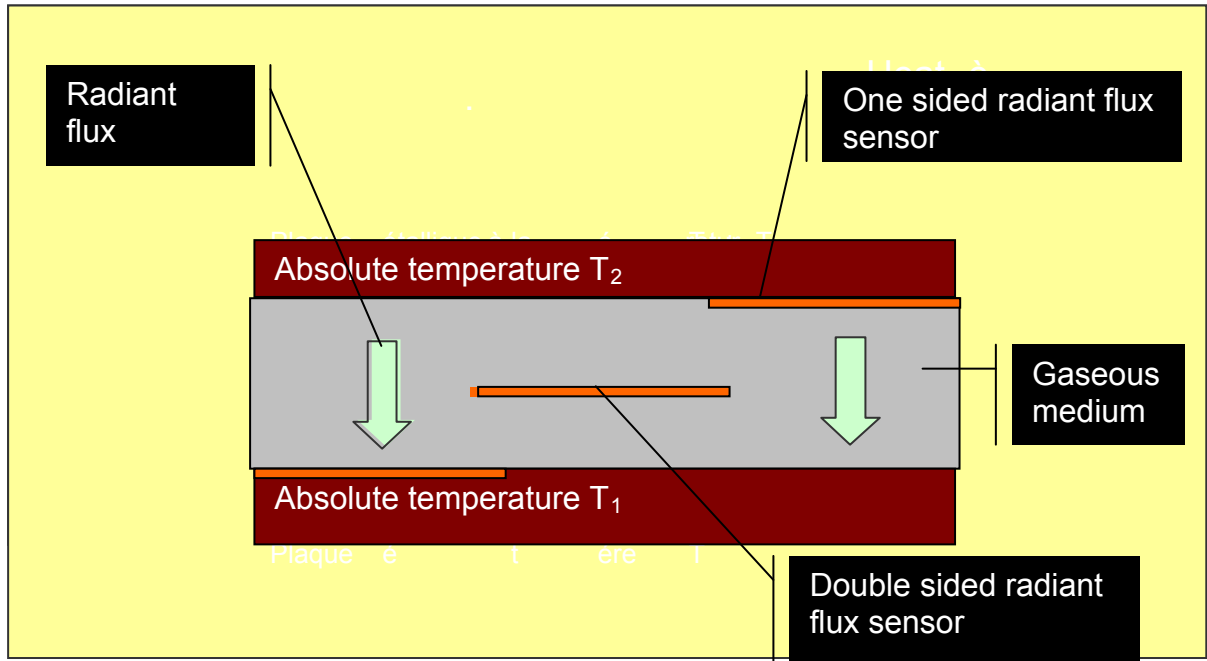 Radiant
flux
One sided radiant flux
sensor
Absolute temperature T₂
Gaseous
medium
Absolute temperature T₁
Plaque
Double sided radiant
flux sensor